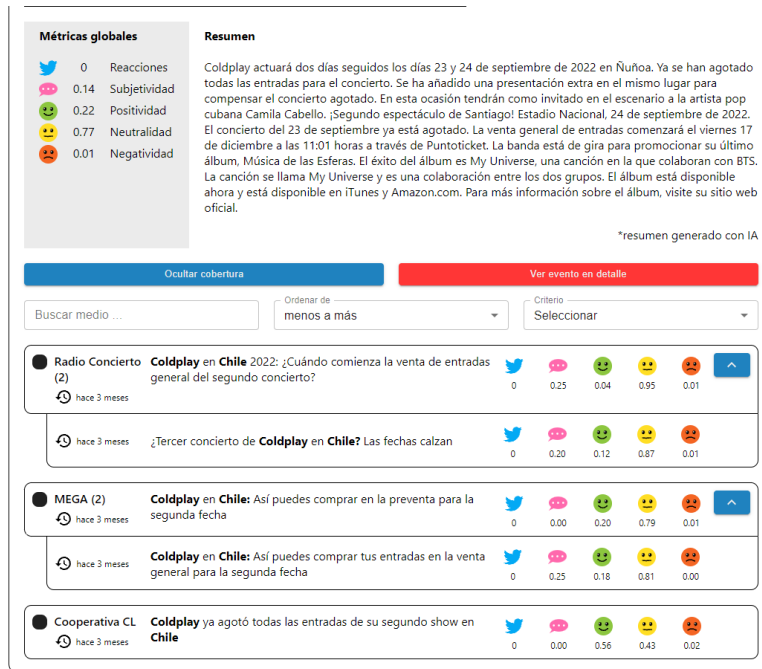 Métricas globales
0 Reacciones
0.14 Subjetividad
0.22 Positividad
0.77 Neutralidad
0.01 Negatividad
Resumen
Coldplay actuará dos días seguidos los días 23 y 24 de septiembre de 2022 en Ñuñoa. Ya se han agotado
todas las entradas para el concierto. Se ha añadido una presentación extra en el mismo lugar para
compensar el concierto agotado. En esta ocasión tendrán como invitado en el escenario a la artista pop
cubana Camila Cabello. ¡Segundo espectáculo de Santiago! Estadio Nacional, 24 de septiembre de 2022.
El concierto del 23 de septiembre ya está agotado. La venta general de entradas comenzará el viernes 17
de diciembre a las 11:01 horas a través de Puntoticket. La banda está de gira para promocionar su último
álbum, Música de las Esferas. El éxito del álbum es My Universe, una canción en la que colaboran con BTS.
La canción se llama My Universe y es una colaboración entre los dos grupos. El álbum está disponible
ahora y está disponible en iTunes y Amazon.com. Para más información sobre el álbum, visite su sitio web
oficial.
*resumen generado con IA
Ocultar cobertura
Ver evento en detalle
Buscar medio ...
Ordenar de
menos a más
Criterio
Seleccionar
Radio Concierto
(2)
hace 3 meses
Coldplay en Chile 2022: ¿Cuándo comienza la venta de entradas
general del segundo concierto?
0 0.25 0.04 0.95 0.01
hace 3 meses
¿Tercer concierto de Coldplay en Chile? Las fechas calzan
0 0.20 0.12 0.87 0.01
MEGA (2)
hace 3 meses
Coldplay en Chile: Así puedes comprar en la preventa para la
segunda fecha
0 0.00 0.20 0.79 0.01
hace 3 meses
Coldplay en Chile: Así puedes comprar tus entradas en la venta
general para la segunda fecha
0 0.25 0.18 0.81 0.00
Cooperativa CL
hace 3 meses
Coldplay ya agotó todas las entradas de su segundo show en
Chile
0 0.00 0.56 0.43 0.02